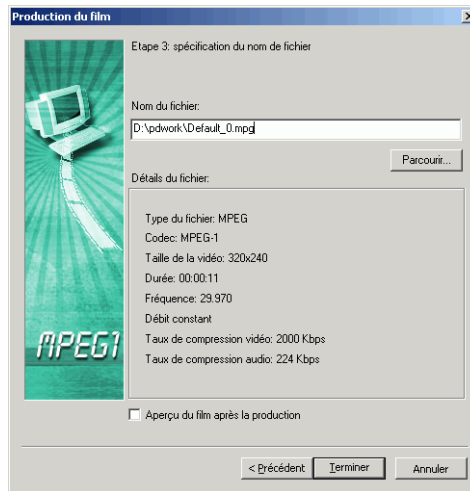 Production du film
Etape 3: spécification du nom de fichier
Nom du fichier:
D:\pdwork\Default_0.mpg
Parcourir...
Détails du fichier:
Type du fichier: MPEG
Codec: MPEG-1
Taille de la vidéo: 320x240
Durée: 00:00:11
Fréquence: 29.970
Débit constant
Taux de compression vidéo: 2000 Kbps
Taux de compression audio: 224 Kbps
MPEG1
Aperçu du film après la production
< Précédent
Terminer
Annuler